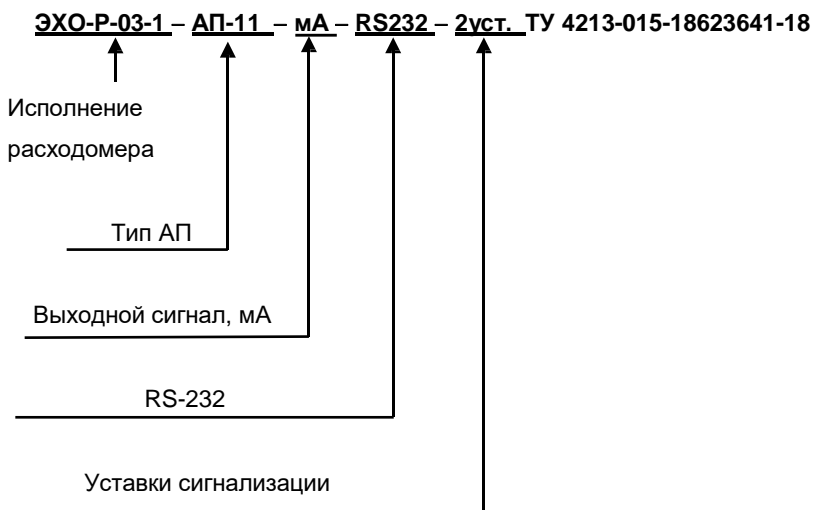 ЭХО-Р-03-1 – АП-11 – мА – RS232 – 2уст. ТУ 4213-015-18623641-18
Исполнение
расходомера
Тип АП
Выходной сигнал, мА
RS-232
Уставки сигнализации